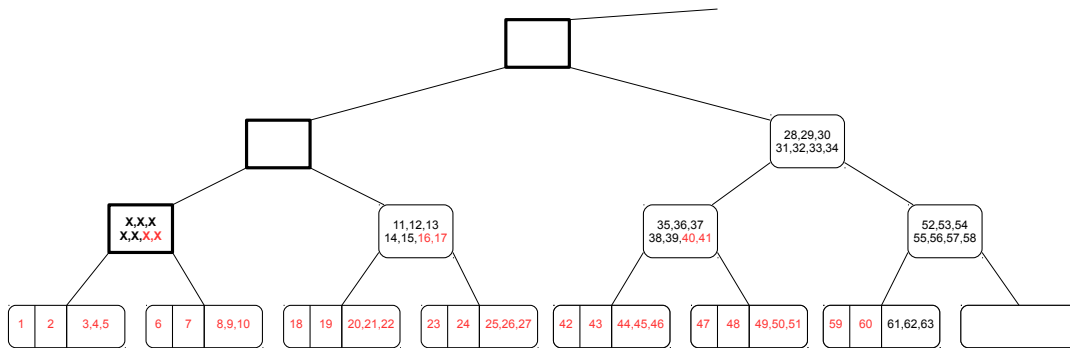 28,29,30
31,32,33,34
X,X,X
X,X,X,X
11,12,13
14,15,16,17
35,36,37
38,39,40,41
52,53,54
55,56,57,58
1 2 3,4,5
6 7 8,9,10
18 19 20,21,22
23 24 25,26,27
42 43 44,45,46
47 48 49,50,51
59 60 61,62,63